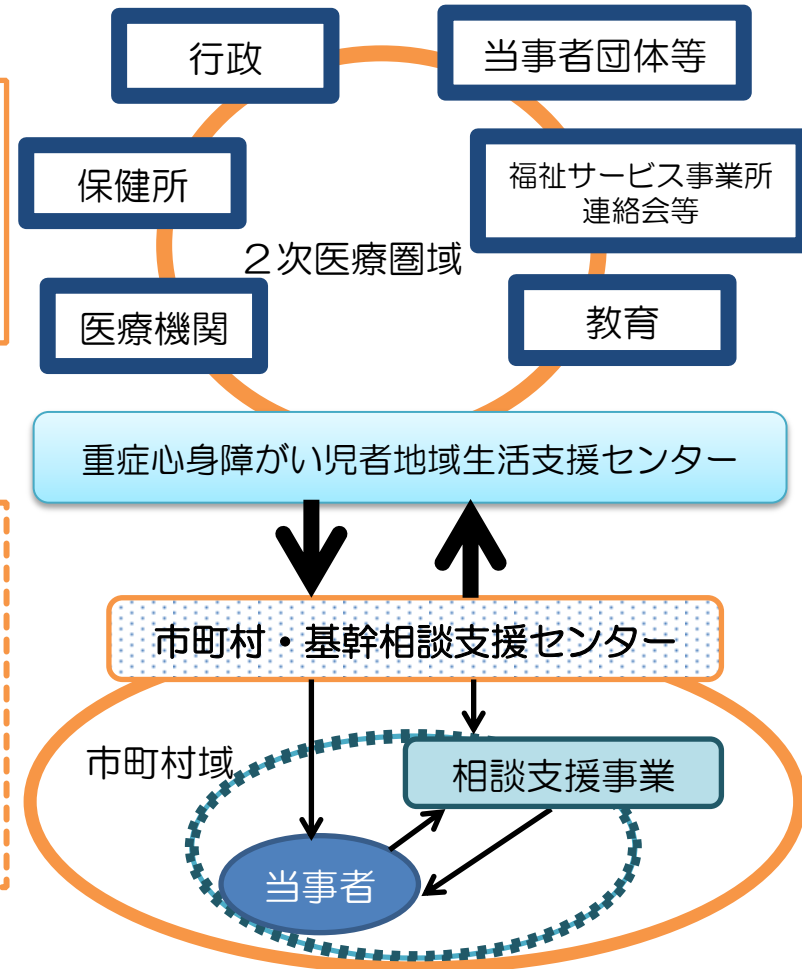 行政
当事者団体等
保健所
福祉サービス事業所
連絡会等
２次医療圏域
医療機関
教育
重症心身障がい児者地域生活支援センター
市町村・基幹相談支援センター
市町村域
相談支援事業
当事者